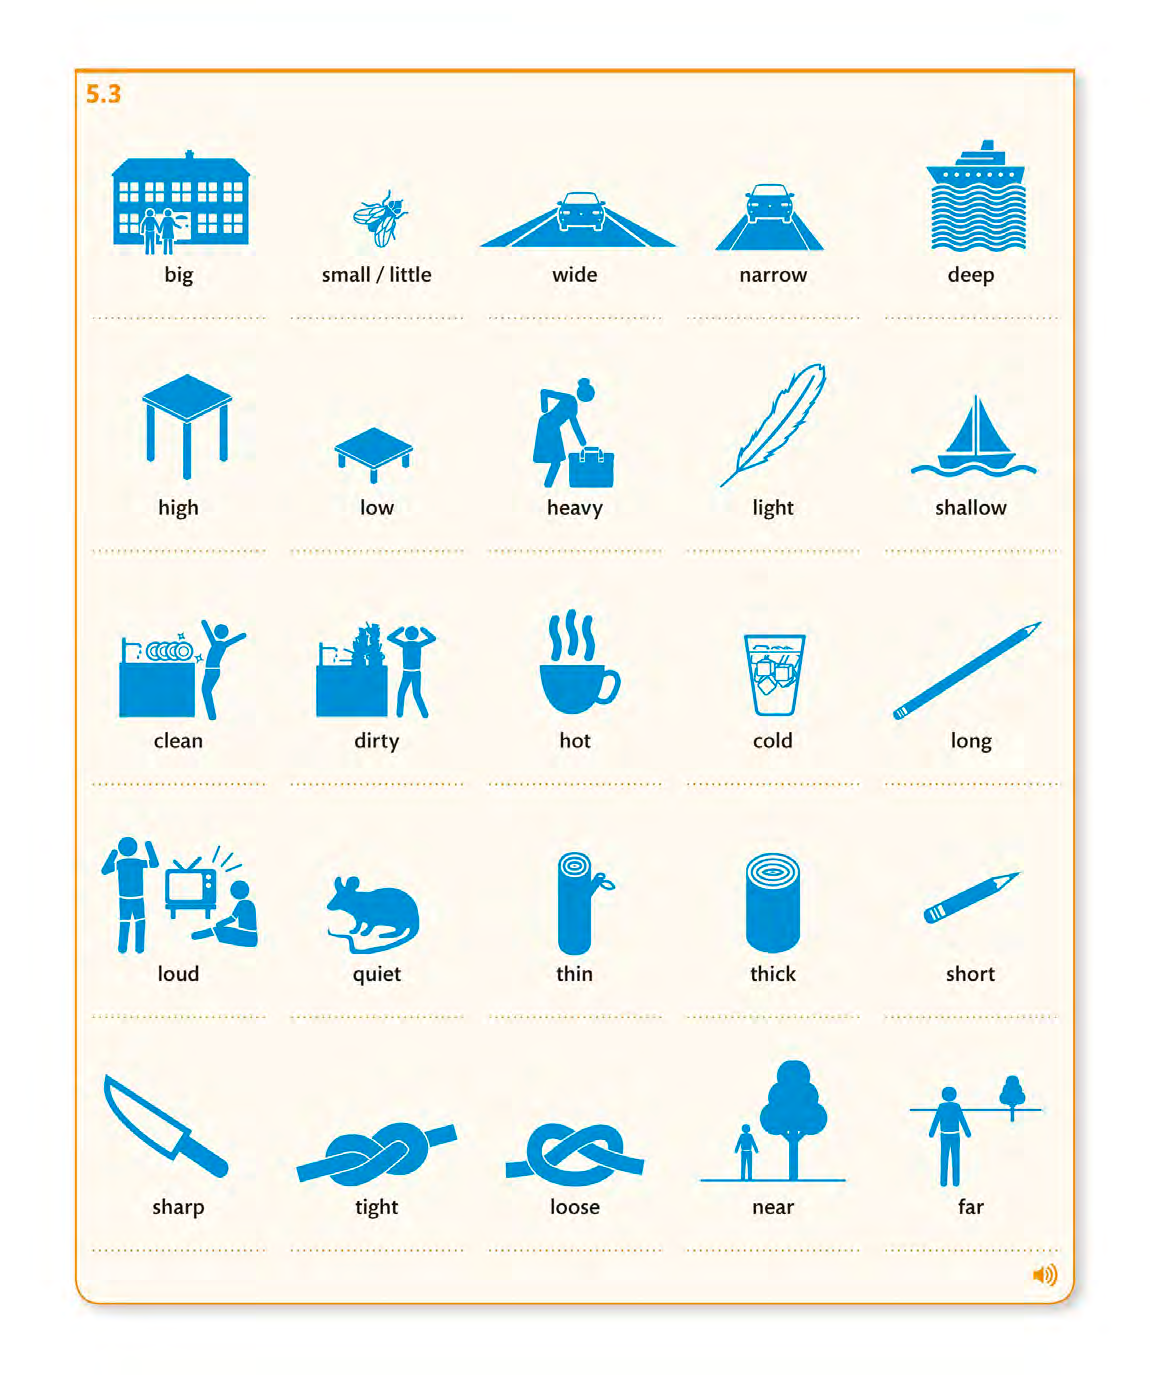 5.3
big
small / little
wide
narrow
deep
high
low
heavy
light
shallow
clean
dirty
hot
cold
long
loud
quiet
thin
thick
short
sharp
tight
loose
near
far